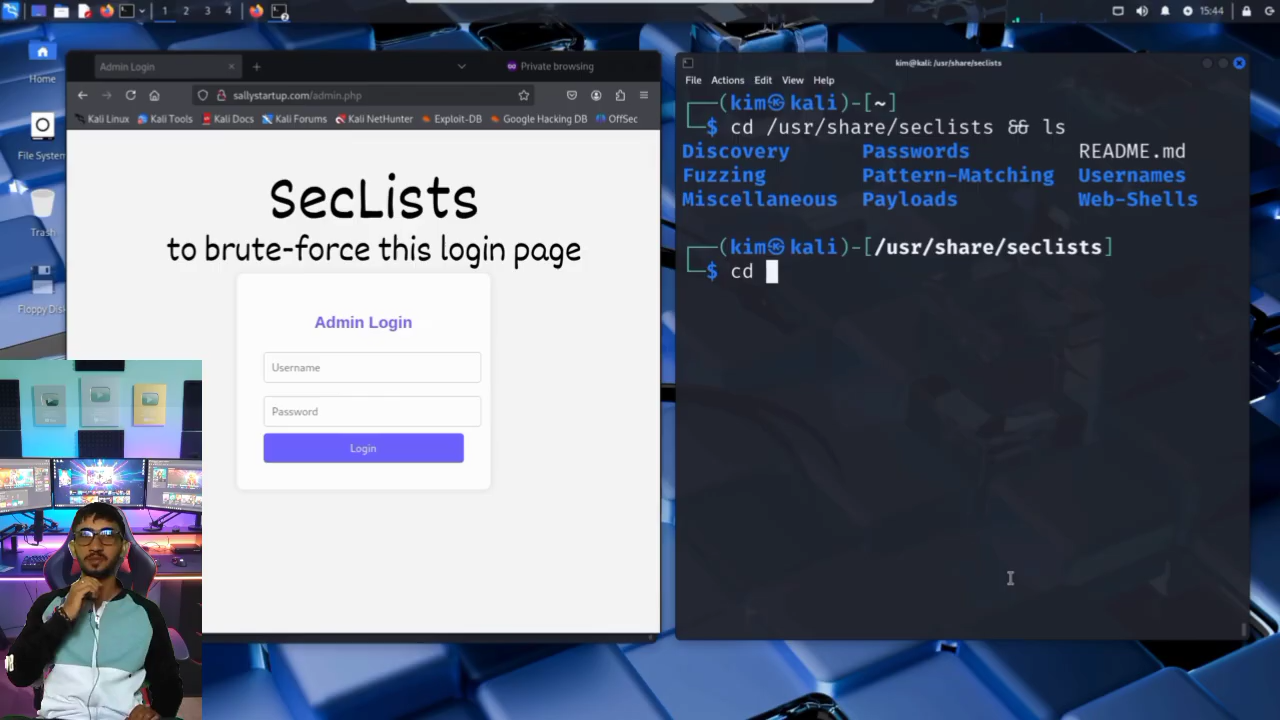 1 2 3 4
15:44
Home
File System
Trash
Floppy Disk
Admin Login
Private browsing
sallystartup.com/admin.php
Kali Linux Kali Tools Kali Docs Kali Forums Kali NetHunter Exploit-DB Google Hacking DB OffSec
SecLists
to brute-force this login page
Admin Login
Username
Password
Login
kim@kali: /usr/share/seclists
File Actions Edit View Help
┌──(kim㉿kali)-[~]
└─$ cd /usr/share/seclists && ls
Discovery Passwords README.md
Fuzzing Pattern-Matching Usernames
Miscellaneous Payloads Web-Shells
┌──(kim㉿kali)-[/usr/share/seclists]
└─$ cd